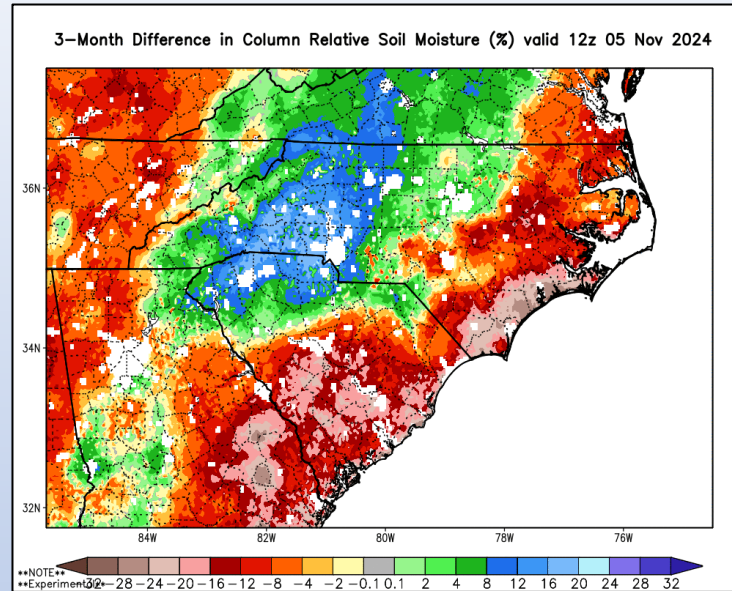 3-Month Difference in Column Relative Soil Moisture (%) valid 12z 05 Nov 2024
36N
34N
32N
84W 82W 80W 78W 76W
**NOTE**
**Experimental** -32 -28 -24 -20 -16 -12 -8 -4 -2 -0.1 0.1 2 4 8 12 16 20 24 28 32